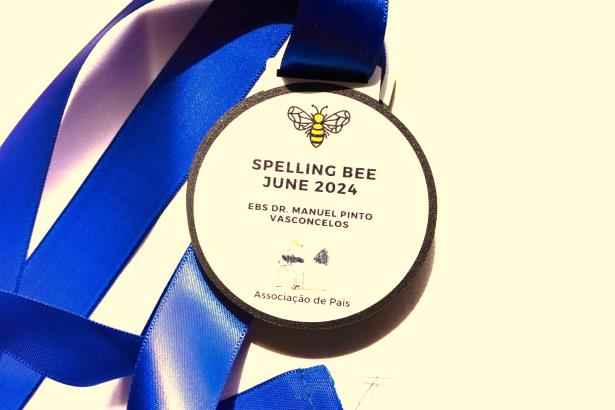 SPELLING BEE
JUNE 2024
EBS DR. MANUEL PINTO
VASCONCELOS
Associação de Pais